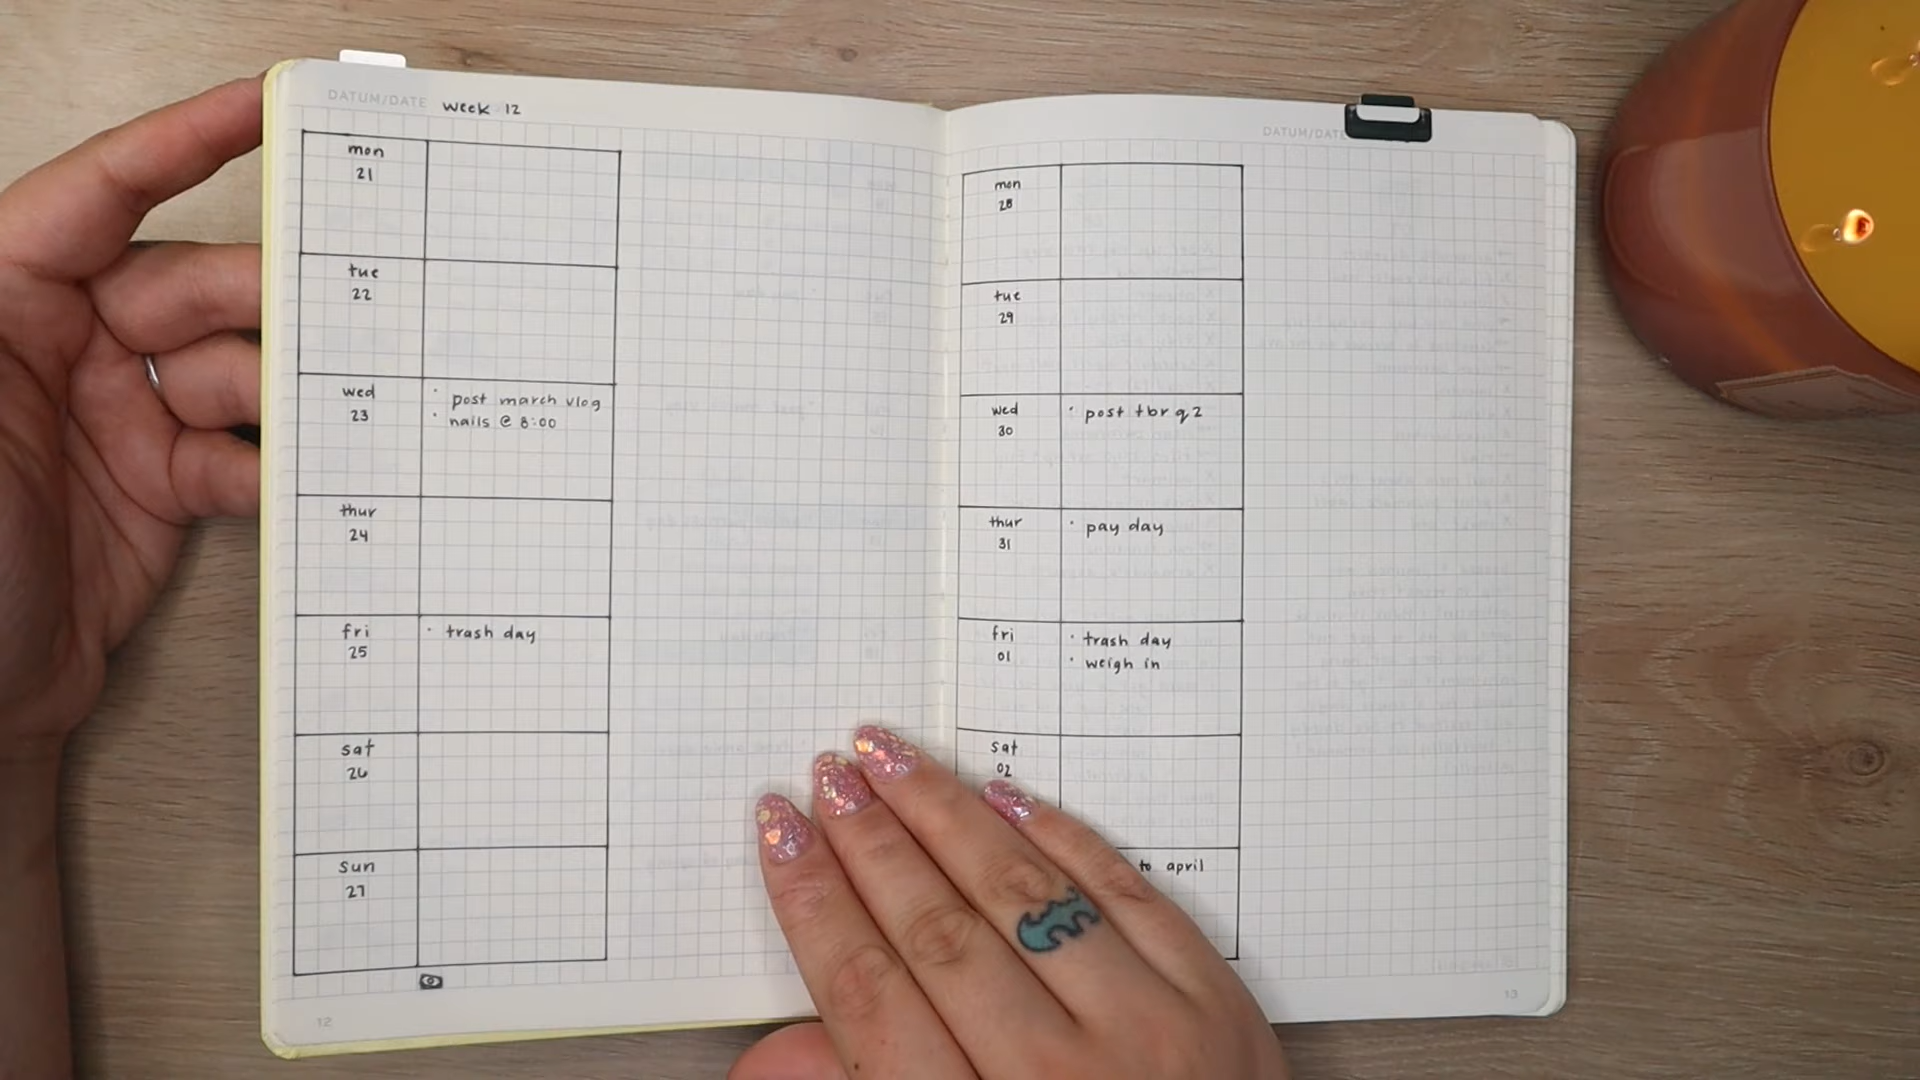 DATUM/DATE week 12
mon
21
tue
22
wed
23
· post march vlog
· nails @ 8:00
thur
24
fri
25
· trash day
sat
26
sun
27
12
DATUM/DATE
mon
28
tue
29
wed
30
· post tbr q2
thur
31
· pay day
fri
01
· trash day
· weigh in
sat
02
to april
13